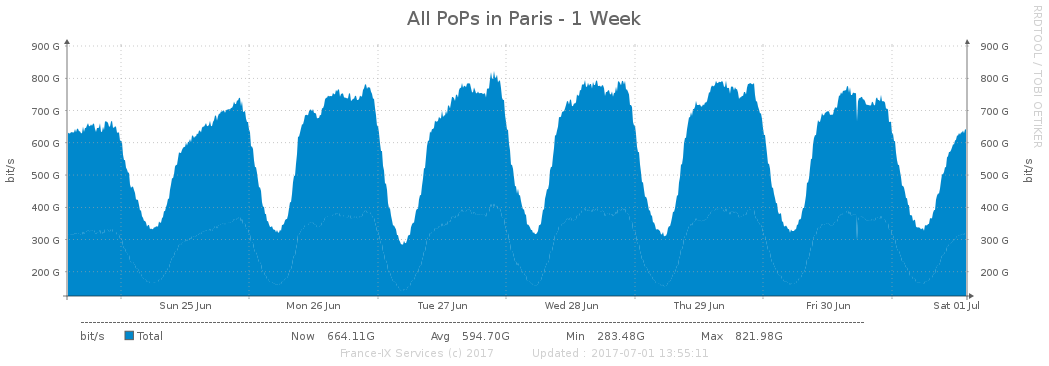 All PoPs in Paris - 1 Week
RRDTOOL / TOBI OETIKER
900 G 900 G
800 G 800 G
700 G 700 G
600 G 600 G
500 G 500 G
400 G 400 G
300 G 300 G
200 G 200 G
bit/s bit/s
Sun 25 Jun Mon 26 Jun Tue 27 Jun Wed 28 Jun Thu 29 Jun Fri 30 Jun Sat 01 Jul
bit/s Total Now 664.11G Avg 594.70G Min 283.48G Max 821.98G
France-IX Services (c) 2017 Updated : 2017-07-01 13:55:11